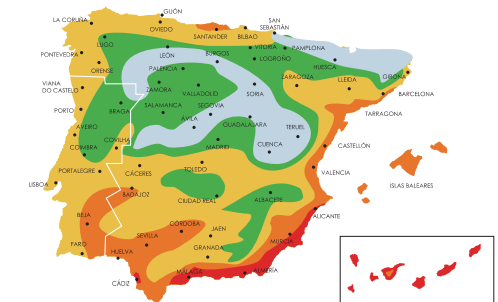 GIJÓN
LA CORUÑA
OVIEDO
SANTANDER
BILBAO
SAN
SEBASTIÁN
LUGO
VITORIA
PAMPLONA
PONTEVEDRA
LEÓN
BURGOS
LOGROÑO
ORENSE
PALENCIA
HUESCA
GIRONA
ZARAGOZA
LLEIDA
VIANA
DO CASTELO
ZAMORA
VALLADOLID
SORIA
BARCELONA
PORTO
BRAGA
SALAMANCA
SEGOVIA
TARRAGONA
AVEIRO
ÁVILA
GUADALAJARA
TERUEL
COIMBRA
COVILHA
MADRID
CUENCA
CASTELLÓN
PORTALEGRE
CÁCERES
TOLEDO
VALENCIA
LISBOA
BADAJOZ
CIUDAD REAL
ALBACETE
ISLAS BALEARES
BEJA
CÓRDOBA
ALICANTE
FARO
SEVILLA
JAEN
MURCIA
HUELVA
GRANADA
CÁDIZ
MÁLAGA
ALMERÍA